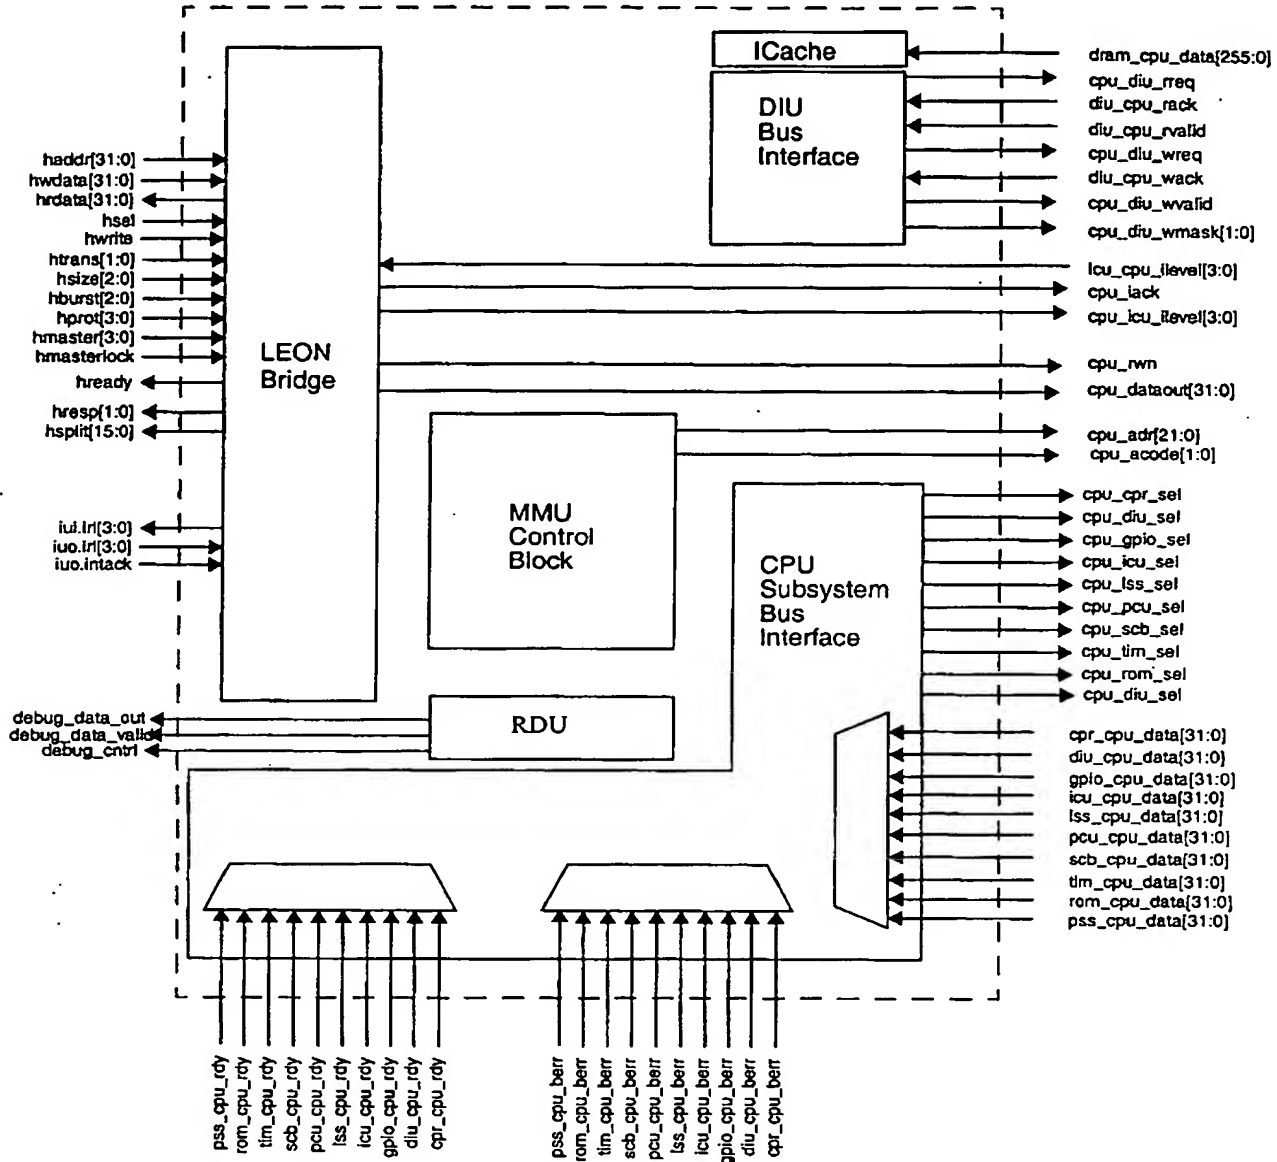 ICache
DIU
Bus
Interface
dram_cpu_data[255:0]
cpu_diu_rreq
diu_cpu_rack
diu_cpu_rvalid
cpu_diu_wreq
diu_cpu_wack
cpu_diu_wvalid
cpu_diu_wmask[1:0]
icu_cpu_ilevel[3:0]
cpu_iack
cpu_icu_ilevel[3:0]
cpu_rwn
cpu_dataout[31:0]
cpu_adr[21:0]
cpu_acode[1:0]
haddr[31:0]
hwdata[31:0]
hrdata[31:0]
hsel
hwrite
htrans[1:0]
hsize[2:0]
hburst[2:0]
hprot[3:0]
hmaster[3:0]
hmasterlock
hready
hresp[1:0]
hsplit[15:0]
iui.irl[3:0]
iuo.irl[3:0]
iuo.intack
LEON
Bridge
MMU
Control
Block
CPU
Subsystem
Bus
Interface
cpu_cpr_sel
cpu_diu_sel
cpu_gpio_sel
cpu_icu_sel
cpu_lss_sel
cpu_pcu_sel
cpu_scb_sel
cpu_tim_sel
cpu_rom_sel
cpu_diu_sel
debug_data_out
debug_data_valid
debug_cntrl
RDU
cpr_cpu_data[31:0]
diu_cpu_data[31:0]
gpio_cpu_data[31:0]
icu_cpu_data[31:0]
lss_cpu_data[31:0]
pcu_cpu_data[31:0]
scb_cpu_data[31:0]
tim_cpu_data[31:0]
rom_cpu_data[31:0]
pss_cpu_data[31:0]
pss_cpu_rdy
rom_cpu_rdy
tim_cpu_rdy
scb_cpu_rdy
pcu_cpu_rdy
lss_cpu_rdy
icu_cpu_rdy
gpio_cpu_rdy
diu_cpu_rdy
cpr_cpu_rdy
pss_cpu_berr
rom_cpu_berr
tim_cpu_berr
scb_cpu_berr
pcu_cpu_berr
lss_cpu_berr
icu_cpu_berr
gpio_cpu_berr
diu_cpu_berr
cpr_cpu_berr